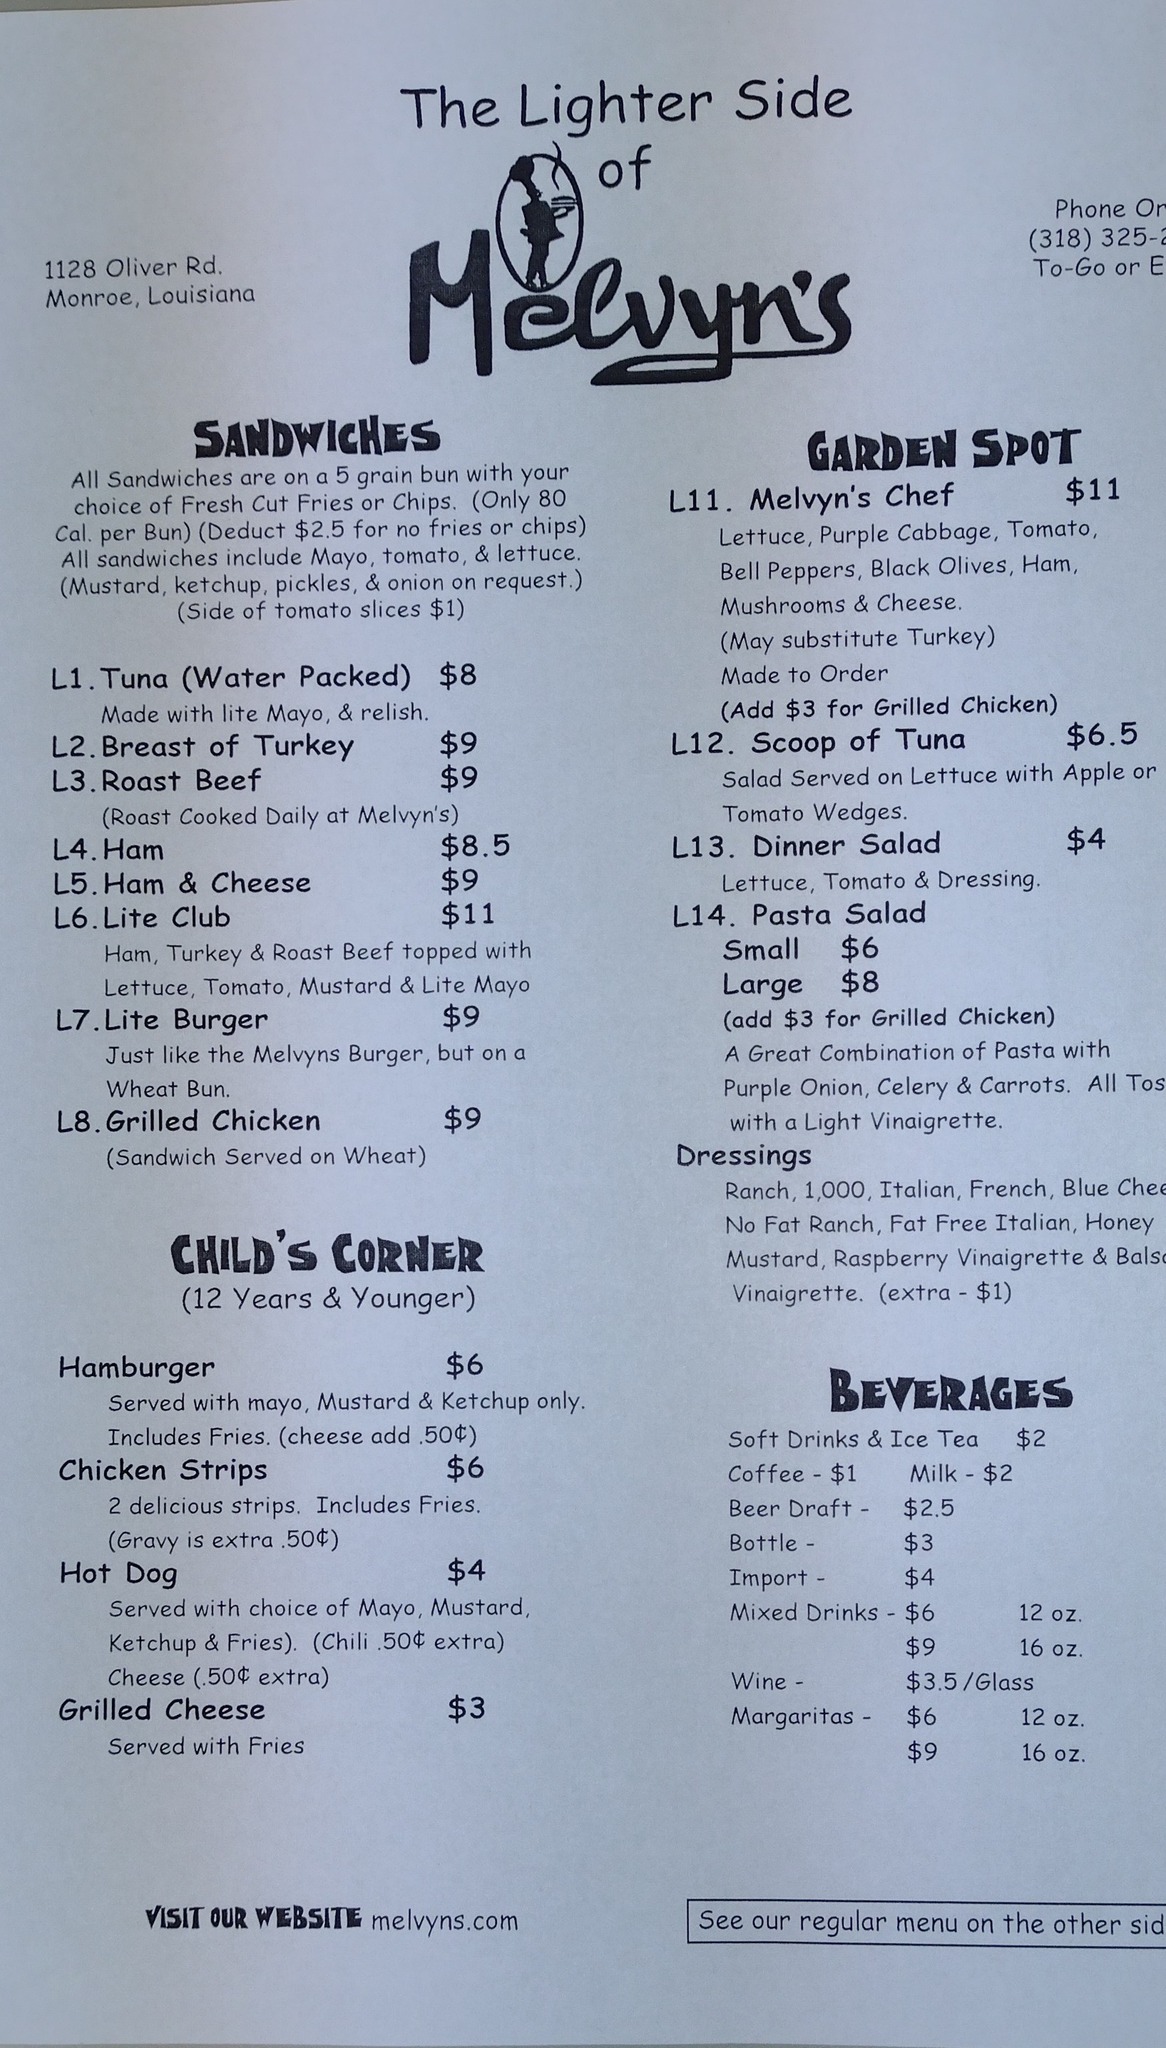 The Lighter Side
of
Melvyn's
1128 Oliver Rd.
Monroe, Louisiana
Phone
(318) 325-
To-Go or
SANDWICHES
All Sandwiches are on a 5 grain bun with your
choice of Fresh Cut Fries or Chips. (Only 80
Cal. per Bun) (Deduct $2.5 for no fries or chips)
All sandwiches include Mayo, tomato, & lettuce.
(Mustard, ketchup, pickles, & onion on request.)
(Side of tomato slices $1)
L1. Tuna (Water Packed) $8
Made with lite Mayo, & relish.
L2. Breast of Turkey $9
L3. Roast Beef $9
(Roast Cooked Daily at Melvyn's)
L4. Ham $8.5
L5. Ham & Cheese $9
L6. Lite Club $11
Ham, Turkey & Roast Beef topped with
Lettuce, Tomato, Mustard & Lite Mayo
L7. Lite Burger $9
Just like the Melvyns Burger, but on a
Wheat Bun.
L8. Grilled Chicken $9
(Sandwich Served on Wheat)
CHILD'S CORNER
(12 Years & Younger)
Hamburger $6
Served with mayo, Mustard & Ketchup only.
Includes Fries. (cheese add .50¢)
Chicken Strips $6
2 delicious strips. Includes Fries.
(Gravy is extra .50¢)
Hot Dog $4
Served with choice of Mayo, Mustard,
Ketchup & Fries). (Chili .50¢ extra)
Cheese (.50¢ extra)
Grilled Cheese $3
Served with Fries
GARDEN SPOT
L11. Melvyn's Chef $11
Lettuce, Purple Cabbage, Tomato,
Bell Peppers, Black Olives, Ham,
Mushrooms & Cheese.
(May substitute Turkey)
Made to Order
(Add $3 for Grilled Chicken)
L12. Scoop of Tuna $6.5
Salad Served on Lettuce with Apple or
Tomato Wedges.
L13. Dinner Salad $4
Lettuce, Tomato & Dressing.
L14. Pasta Salad
Small $6
Large $8
(add $3 for Grilled Chicken)
A Great Combination of Pasta with
Purple Onion, Celery & Carrots. All
with a Light Vinaigrette.
Dressings
Ranch, 1,000, Italian, French, Blue
No Fat Ranch, Fat Free Italian, Honey
Mustard, Raspberry Vinaigrette &
Vinaigrette. (extra - $1)
BEVERAGES
Soft Drinks & Ice Tea $2
Coffee - $1 Milk - $2
Beer Draft - $2.5
Bottle - $3
Import - $4
Mixed Drinks - $6 12 oz.
$9 16 oz.
Wine - $3.5/Glass
Margaritas - $6 12 oz.
$9 16 oz.
VISIT OUR WEBSITE melvyns.com
See our regular menu on the other